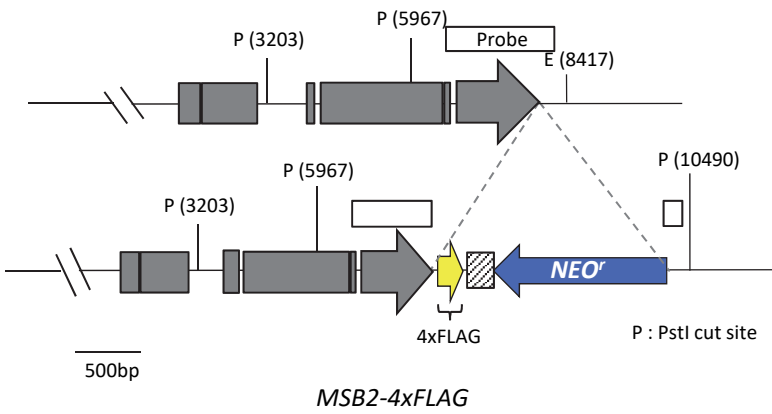 P (5967)
P (3203)
Probe
E (8417)
P (10490)
P (5967)
P (3203)
NEOʳ
4xFLAG
P : PstI cut site
500bp
MSB2-4xFLAG